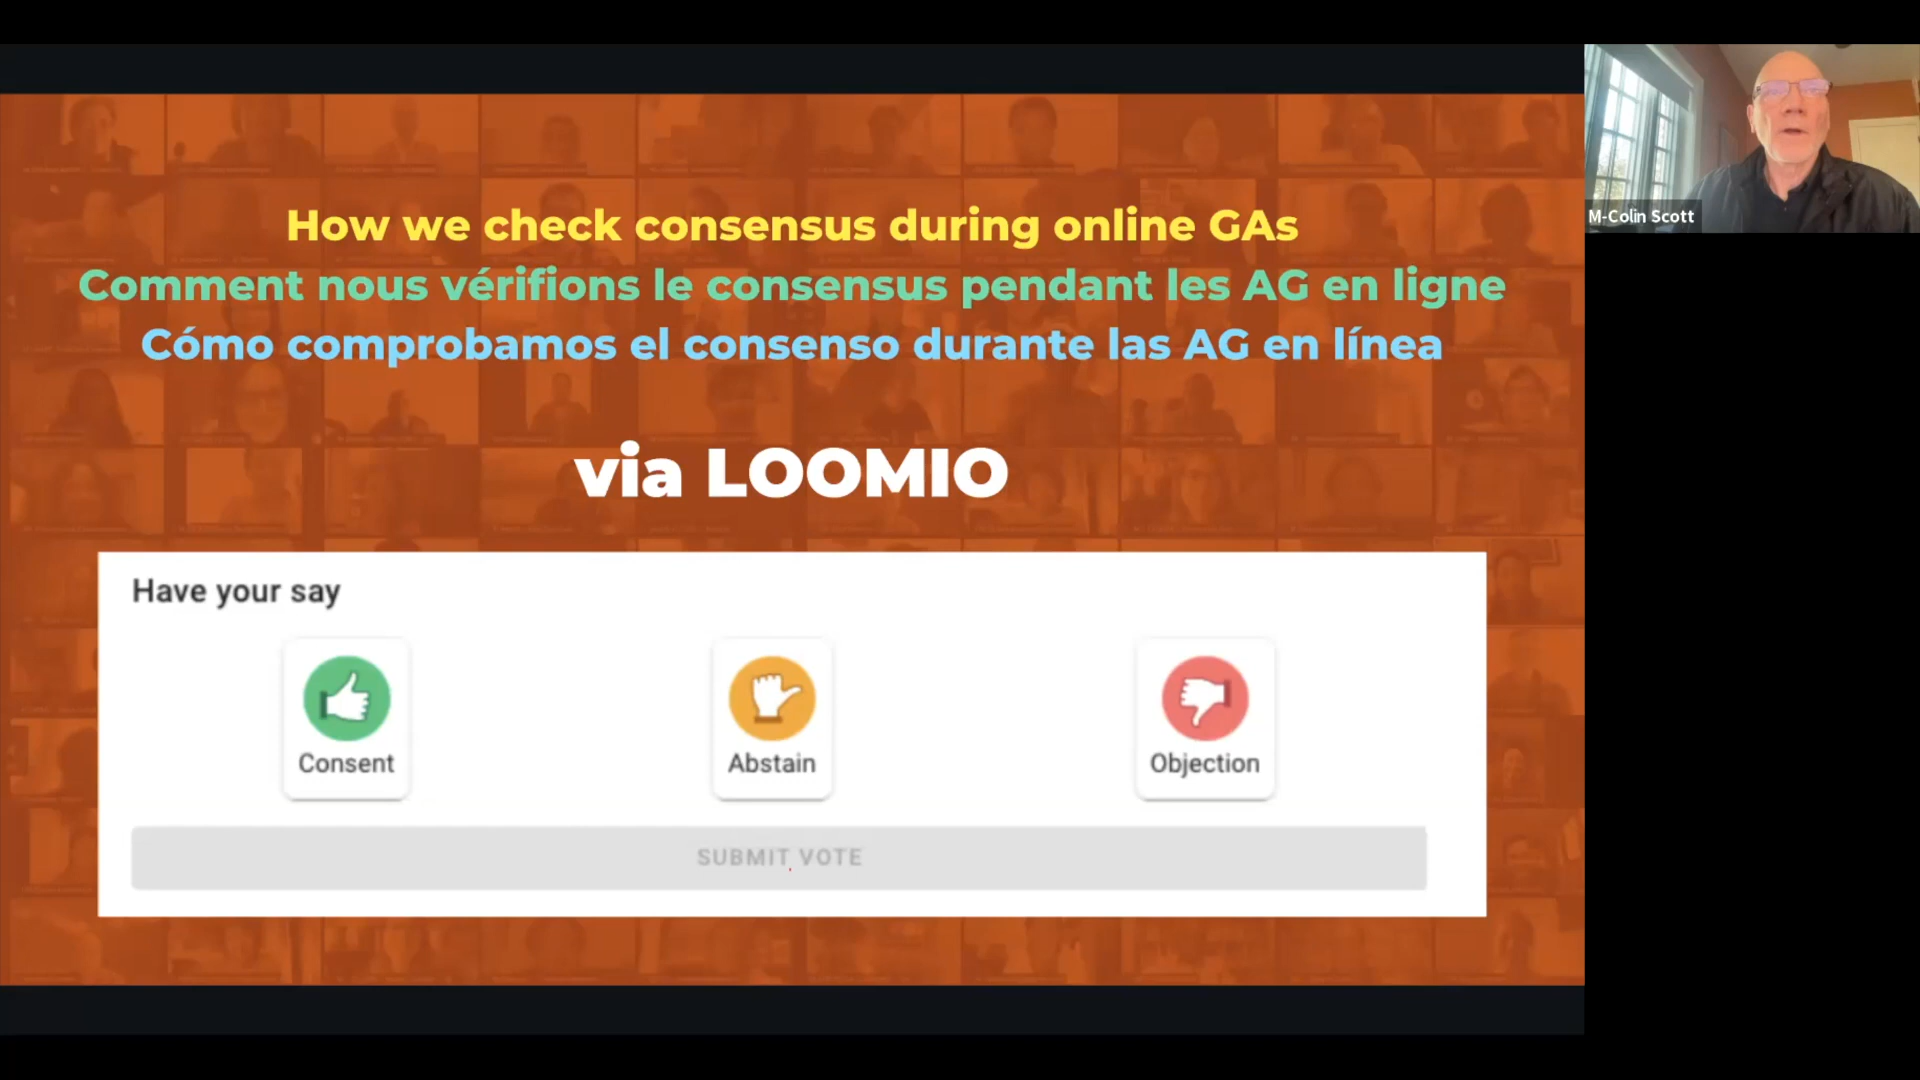 How we check consensus during online GAs
Comment nous vérifions le consensus pendant les AG en ligne
Cómo comprobamos el consenso durante las AG en línea
via LOOMIO
Have your say
Consent
Abstain
Objection
SUBMIT VOTE
M-Colin Scott